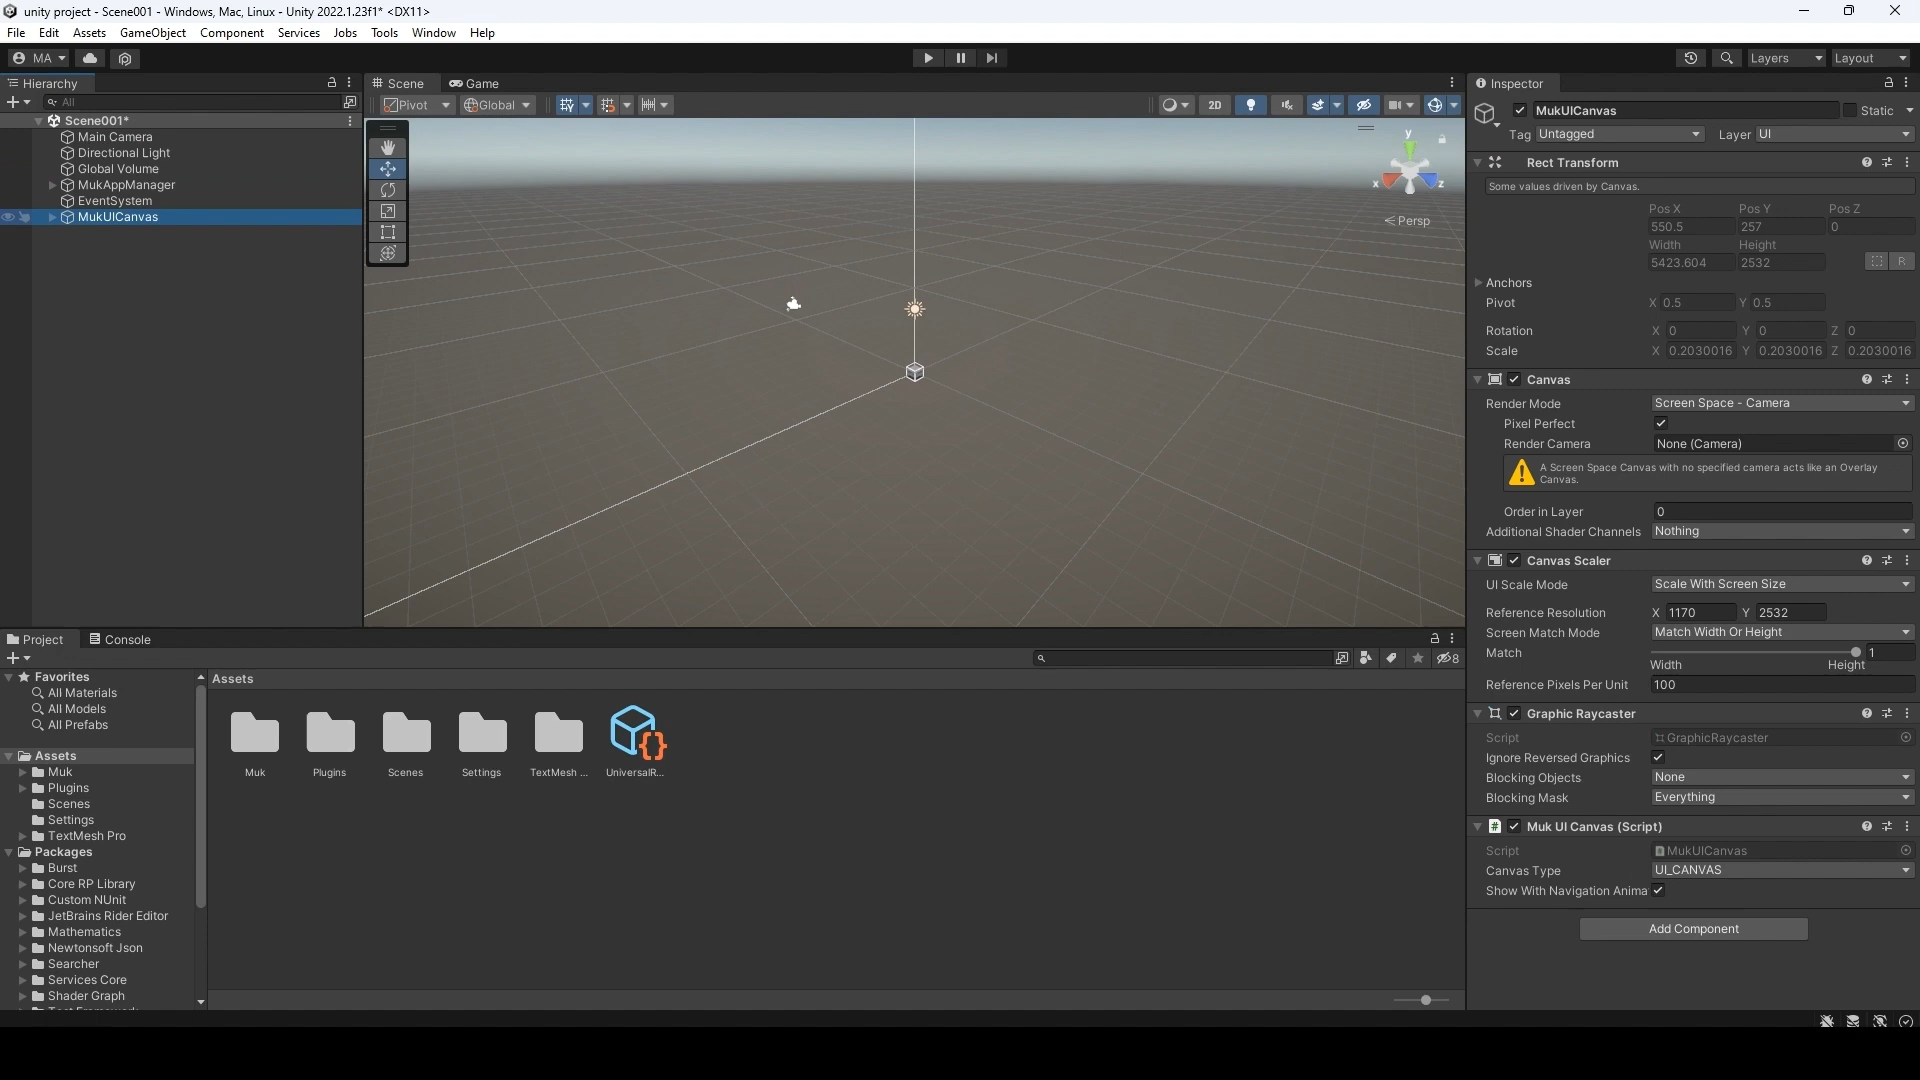 unity project - Scene001 - Windows, Mac, Linux - Unity 2022.1.23f1* <DX11>
File Edit Assets GameObject Component Services Jobs Tools Window Help
MA
Layers
Layout
Hierarchy
All
Scene001*
Main Camera
Directional Light
Global Volume
MukAppManager
EventSystem
MukUICanvas
Scene
Game
Pivot
Global
2D
y
x
z
Persp
Inspector
MukUICanvas
Static
Tag Untagged
Layer UI
Rect Transform
Some values driven by Canvas.
Pos X Pos Y Pos Z
550.5 257 0
Width Height
5423.604 2532
R
Anchors
Pivot X 0.5 Y 0.5
Rotation X 0 Y 0 Z 0
Scale X 0.2030016 Y 0.2030016 Z 0.2030016
Canvas
Render Mode Screen Space - Camera
Pixel Perfect
Render Camera None (Camera)
A Screen Space Canvas with no specified camera acts like an Overlay
Canvas.
Order in Layer 0
Additional Shader Channels Nothing
Canvas Scaler
UI Scale Mode Scale With Screen Size
Reference Resolution X 1170 Y 2532
Screen Match Mode Match Width Or Height
Match 1
Width Height
Reference Pixels Per Unit 100
Graphic Raycaster
Script GraphicRaycaster
Ignore Reversed Graphics
Blocking Objects None
Blocking Mask Everything
Muk UI Canvas (Script)
Script MukUICanvas
Canvas Type UI_CANVAS
Show With Navigation Anima
Add Component
Project
Console
8
Favorites
All Materials
All Models
All Prefabs
Assets
Muk
Plugins
Scenes
Settings
TextMesh Pro
Packages
Burst
Core RP Library
Custom NUnit
JetBrains Rider Editor
Mathematics
Newtonsoft Json
Searcher
Services Core
Shader Graph
Assets
Muk
Plugins
Scenes
Settings
TextMesh ...
UniversalR...